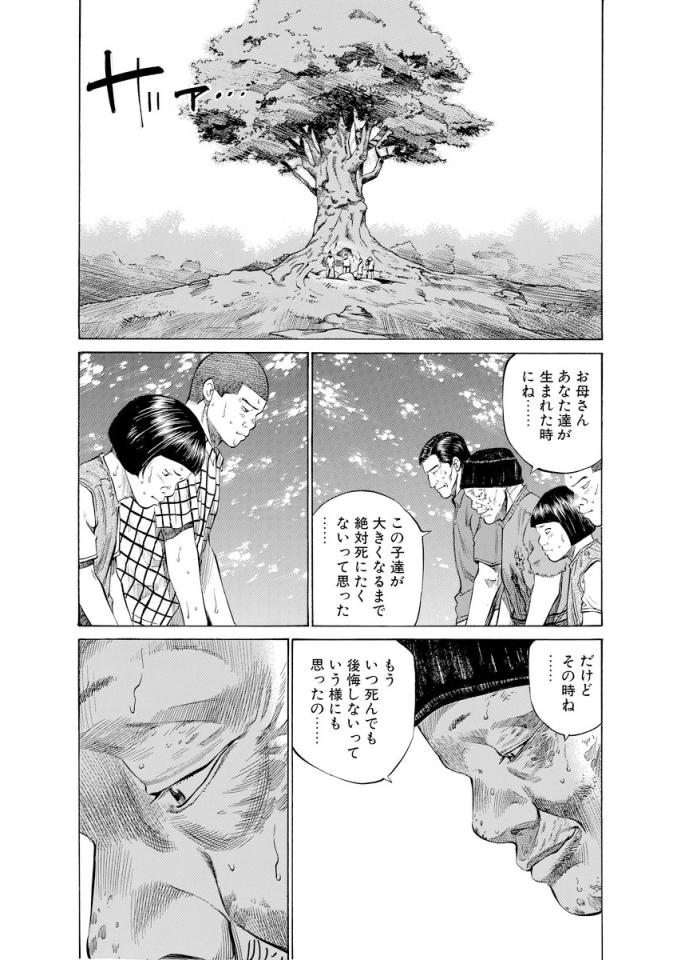 ザァ…
お母さん
あなた達が
生まれた時
にね……
この子達が
大きくなるまで
絶対死にたく
ないって思った
……
だけど
その時ね
……
もう
いつ死んでも
後悔しないって
いう様にも
思ったの……